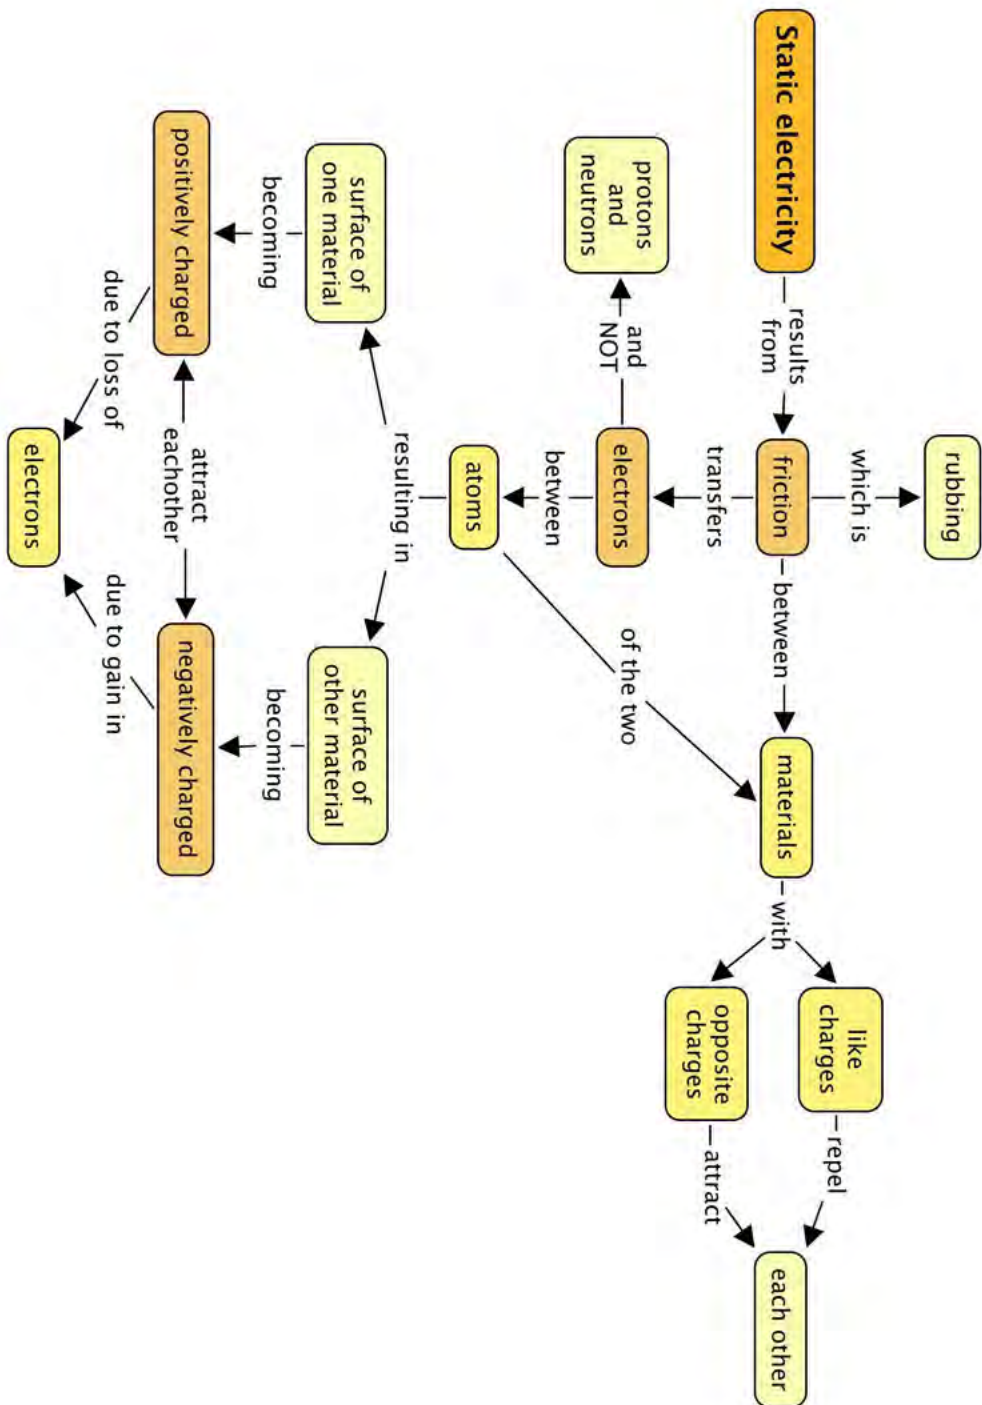 rubbing
which is
Static electricity
results
from
friction
between
materials
with
like
charges
repel
each other
opposite
charges
attract
transfers
protons
and
neutrons
and
NOT
electrons
between
of the two
atoms
resulting in
surface of
one material
surface of
other material
becoming
becoming
positively charged
attract
eachother
negatively charged
due to loss of
due to gain in
electrons